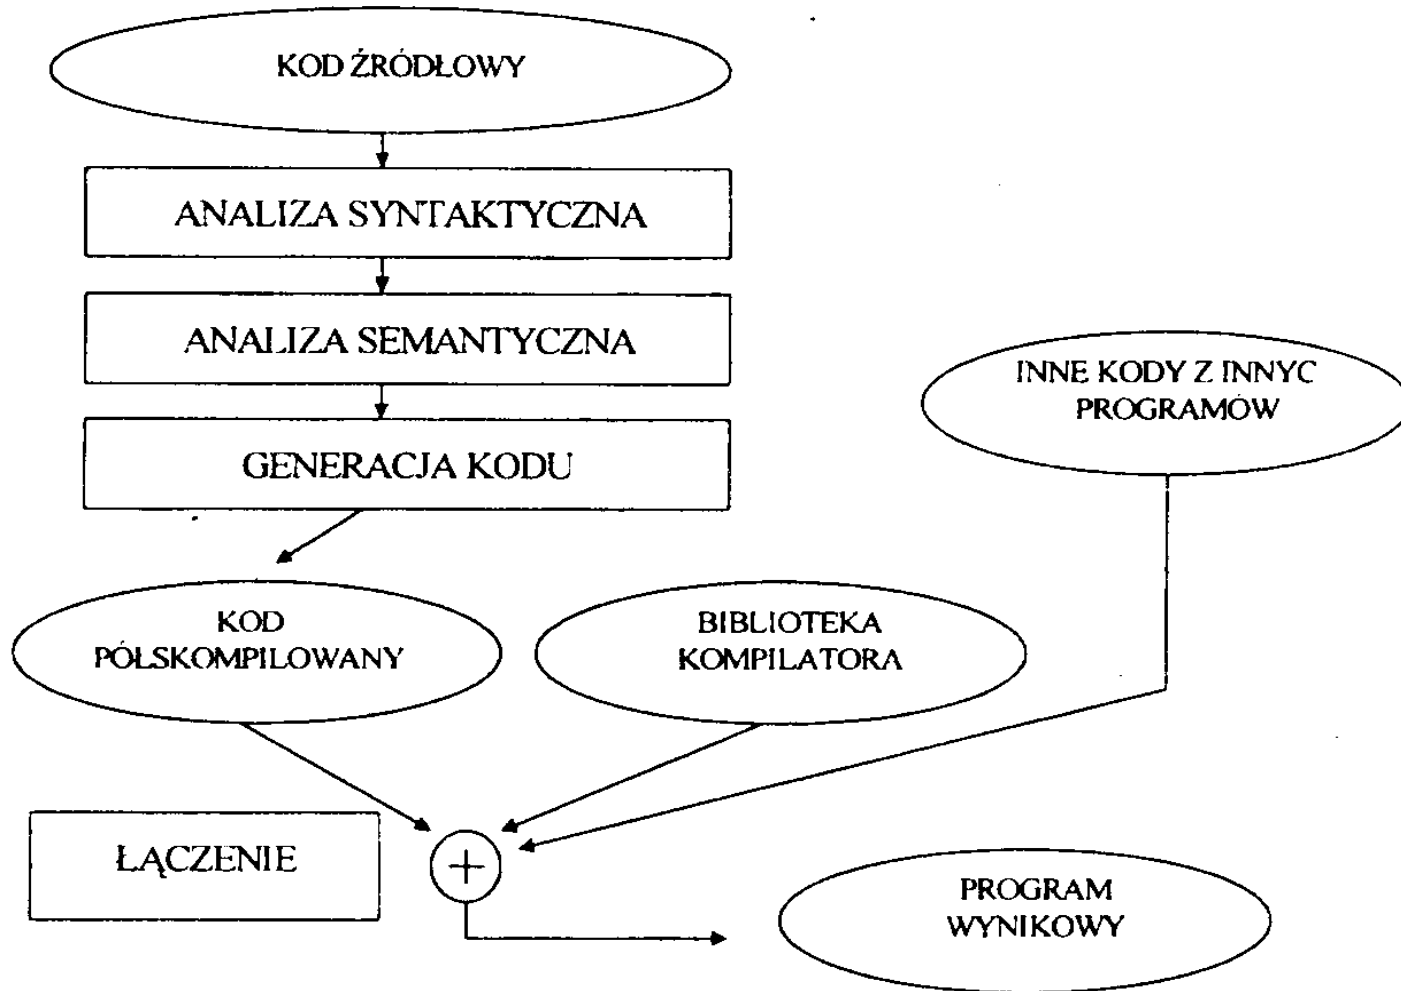 KOD ŹRÓDŁOWY
ANALIZA SYNTAKTYCZNA
ANALIZA SEMANTYCZNA
GENERACJA KODU
INNE KODY Z INNYC
PROGRAMÓW
KOD
PÓŁSKOMPILOWANY
BIBLIOTEKA
KOMPILATORA
ŁĄCZENIE
PROGRAM
WYNIKOWY